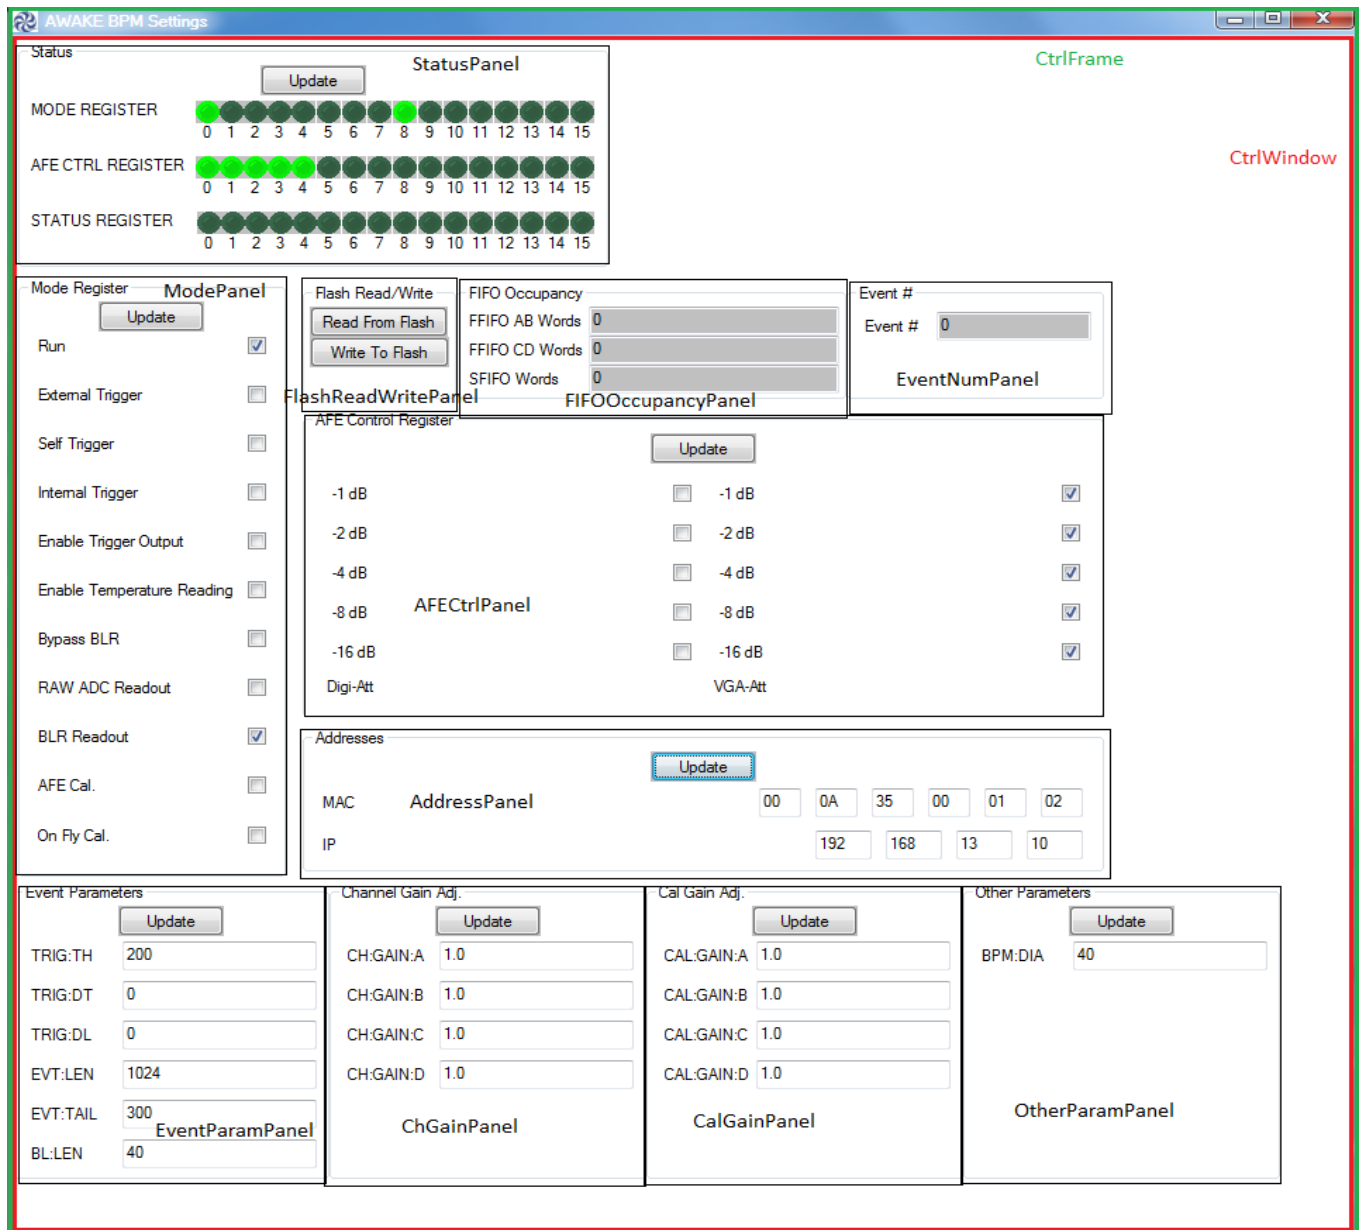 AWAKE BPM Settings
CtrlFrame
CtrlWindow
Status
StatusPanel
Update
MODE REGISTER
0 1 2 3 4 5 6 7 8 9 10 11 12 13 14 15
AFE CTRL REGISTER
0 1 2 3 4 5 6 7 8 9 10 11 12 13 14 15
STATUS REGISTER
0 1 2 3 4 5 6 7 8 9 10 11 12 13 14 15
Mode Register
ModePanel
Update
Run
External Trigger
Self Trigger
Internal Trigger
Enable Trigger Output
Enable Temperature Reading
Bypass BLR
RAW ADC Readout
BLR Readout
AFE Cal.
On Fly Cal.
Flash Read/Write
Read From Flash
Write To Flash
FlashReadWritePanel
FIFO Occupancy
FFIFO AB Words 0
FFIFO CD Words 0
SFIFO Words 0
FIFOOccupancyPanel
Event #
Event # 0
EventNumPanel
AFE Control Register
Update
-1 dB -1 dB
-2 dB -2 dB
-4 dB -4 dB
-8 dB -8 dB
-16 dB -16 dB
AFECtrlPanel
Digi-Att VGA-Att
Addresses
Update
MAC 00 0A 35 00 01 02
AddressPanel
IP 192 168 13 10
Event Parameters
Update
TRIG:TH 200
TRIG:DT 0
TRIG:DL 0
EVT:LEN 1024
EVT:TAIL 300
EventParamPanel
BL:LEN 40
Channel Gain Adj.
Update
CH:GAIN:A 1.0
CH:GAIN:B 1.0
CH:GAIN:C 1.0
CH:GAIN:D 1.0
ChGainPanel
Cal Gain Adj.
Update
CAL:GAIN:A 1.0
CAL:GAIN:B 1.0
CAL:GAIN:C 1.0
CAL:GAIN:D 1.0
CalGainPanel
Other Parameters
Update
BPM:DIA 40
OtherParamPanel